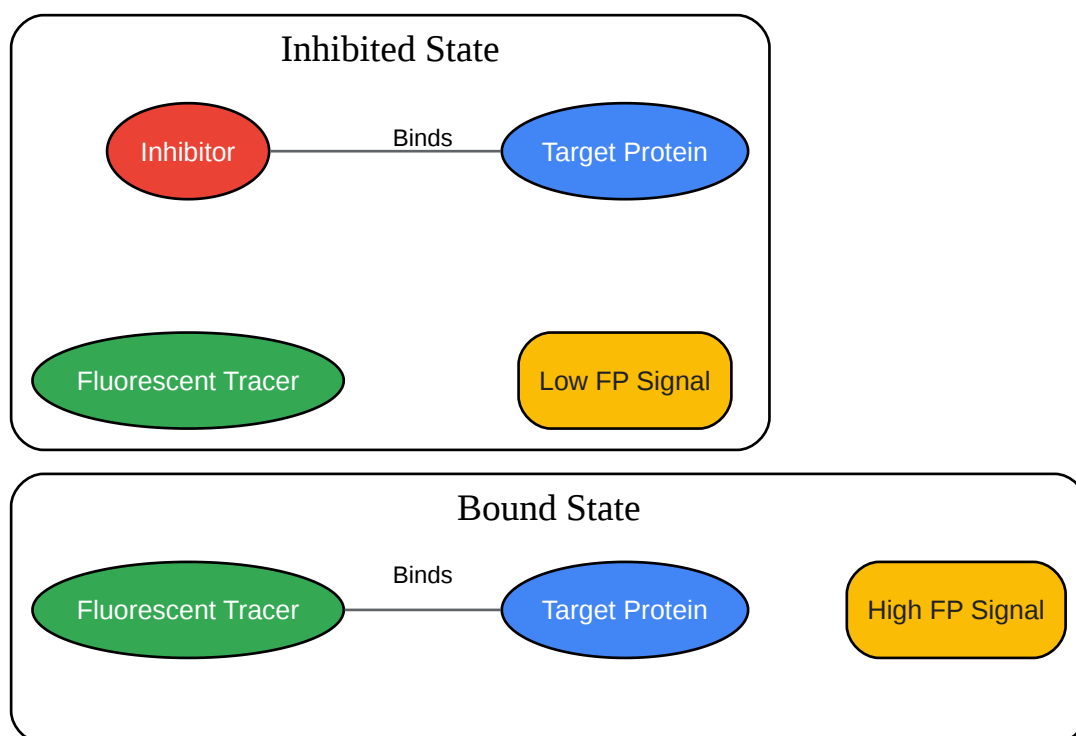 Inhibited State
Inhibitor
Binds
Target Protein
Fluorescent Tracer
Low FP Signal
Bound State
Fluorescent Tracer
Binds
Target Protein
High FP Signal